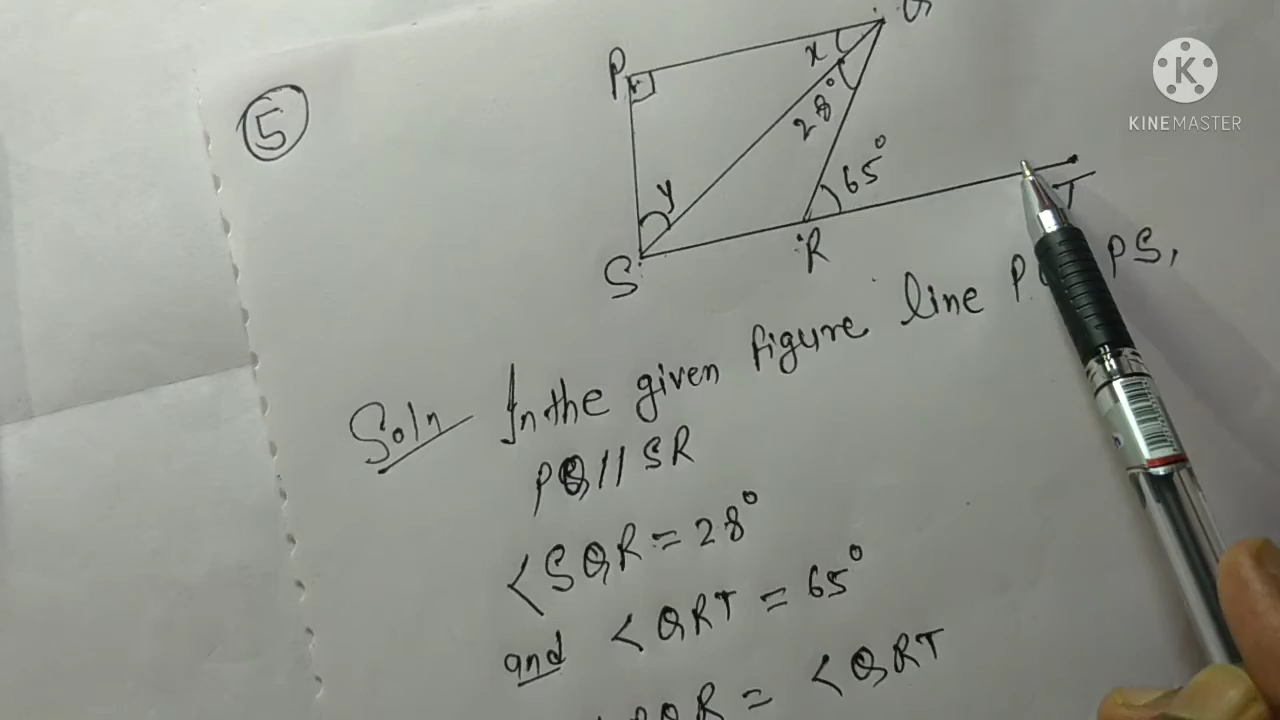 5
P
x
28°
y
65°
S
R
T
K
KINEMASTER
Soln In the given figure line PS,
PQ // SR
<SQR = 28°
and <QRT = 65°
= <QRT